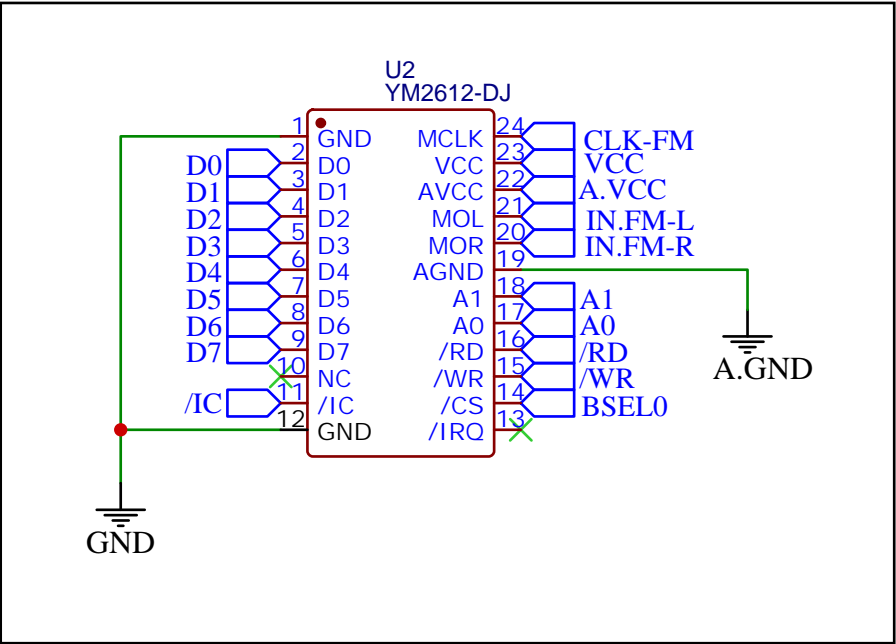 U2
YM2612-DJ
1 GND MCLK 24 CLK-FM
D0 2 D0 VCC 23 VCC
D1 3 D1 AVCC 22 A.VCC
D2 4 D2 MOL 21 IN.FM-L
D3 5 D3 MOR 20 IN.FM-R
D4 6 D4 AGND 19
D5 7 D5 A1 18 A1
D6 8 D6 A0 17 A0
D7 9 D7 /RD 16 /RD
10 NC /WR 15 /WR
/IC 11 /IC /CS 14 BSEL0
12 GND /IRQ 13
A.GND
GND